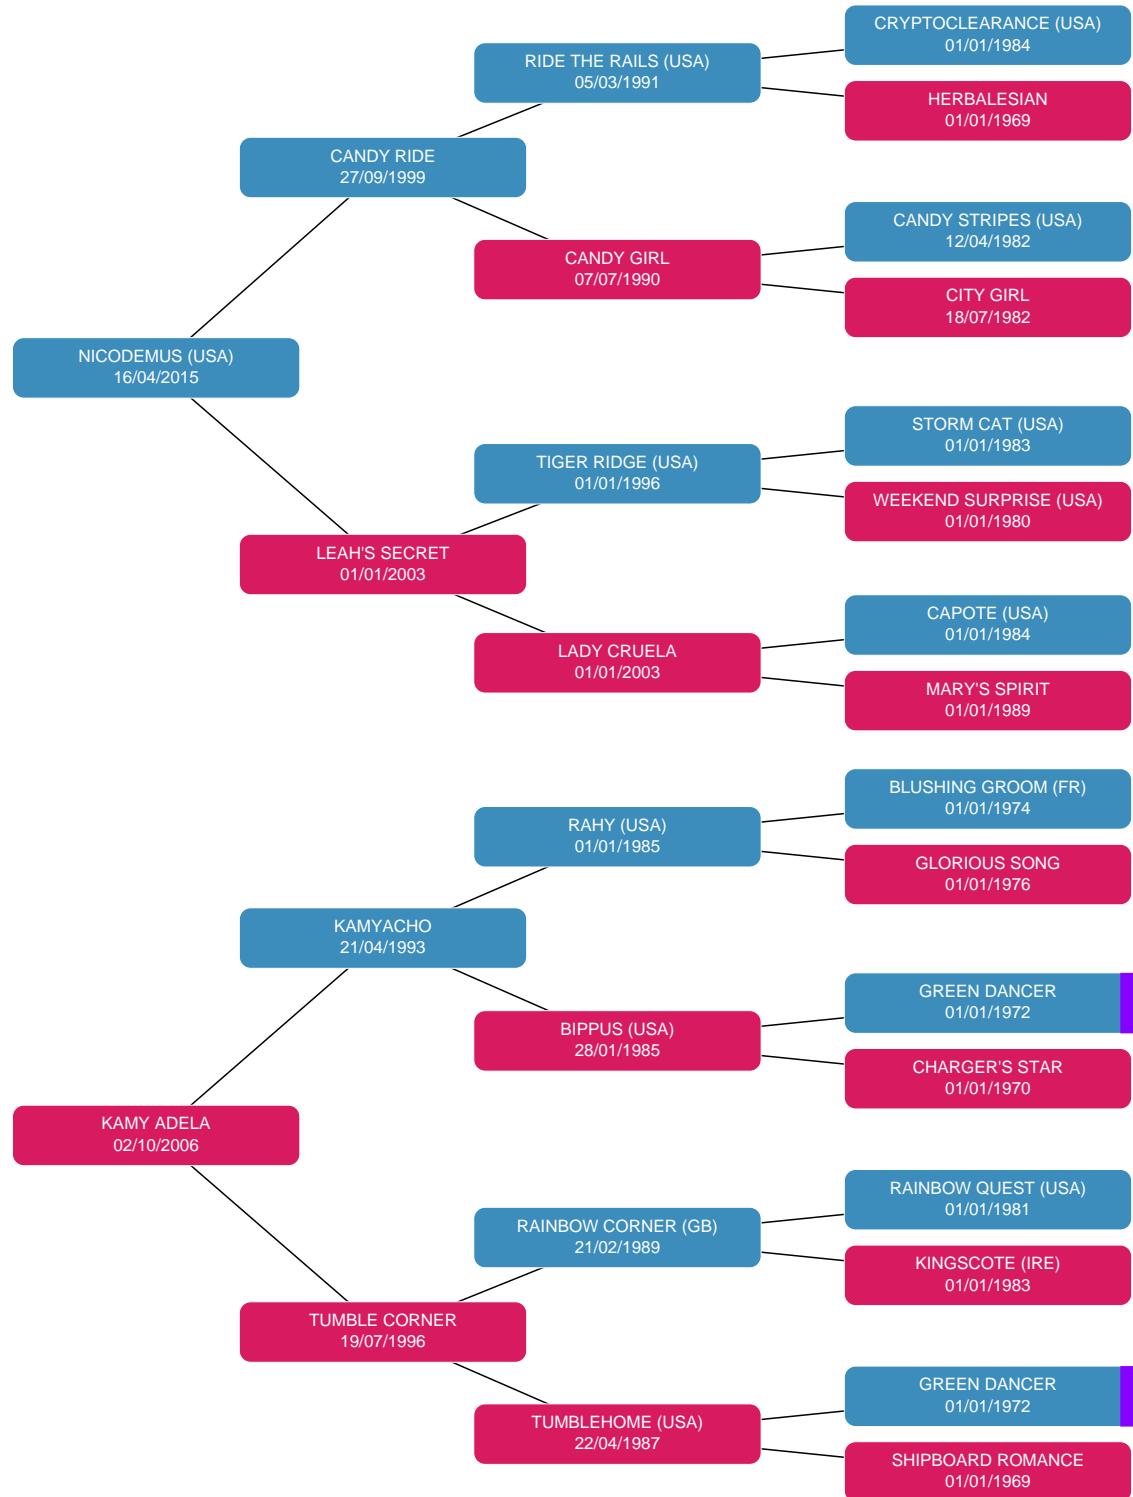 CRYPTOCLEARANCE (USA)
01/01/1984
RIDE THE RAILS (USA)
05/03/1991
HERBALESIAN
01/01/1969
CANDY RIDE
27/09/1999
CANDY STRIPES (USA)
12/04/1982
CANDY GIRL
07/07/1990
CITY GIRL
18/07/1982
NICODEMUS (USA)
16/04/2015
STORM CAT (USA)
01/01/1983
TIGER RIDGE (USA)
01/01/1996
WEEKEND SURPRISE (USA)
01/01/1980
LEAH'S SECRET
01/01/2003
CAPOTE (USA)
01/01/1984
LADY CRUELA
01/01/2003
MARY'S SPIRIT
01/01/1989
BLUSHING GROOM (FR)
01/01/1974
RAHY (USA)
01/01/1985
GLORIOUS SONG
01/01/1976
KAMYACHO
21/04/1993
GREEN DANCER
01/01/1972
BIPPUS (USA)
28/01/1985
CHARGER'S STAR
01/01/1970
KAMY ADELA
02/10/2006
RAINBOW QUEST (USA)
01/01/1981
RAINBOW CORNER (GB)
21/02/1989
KINGSCOTE (IRE)
01/01/1983
TUMBLE CORNER
19/07/1996
GREEN DANCER
01/01/1972
TUMBLEHOME (USA)
22/04/1987
SHIPBOARD ROMANCE
01/01/1969